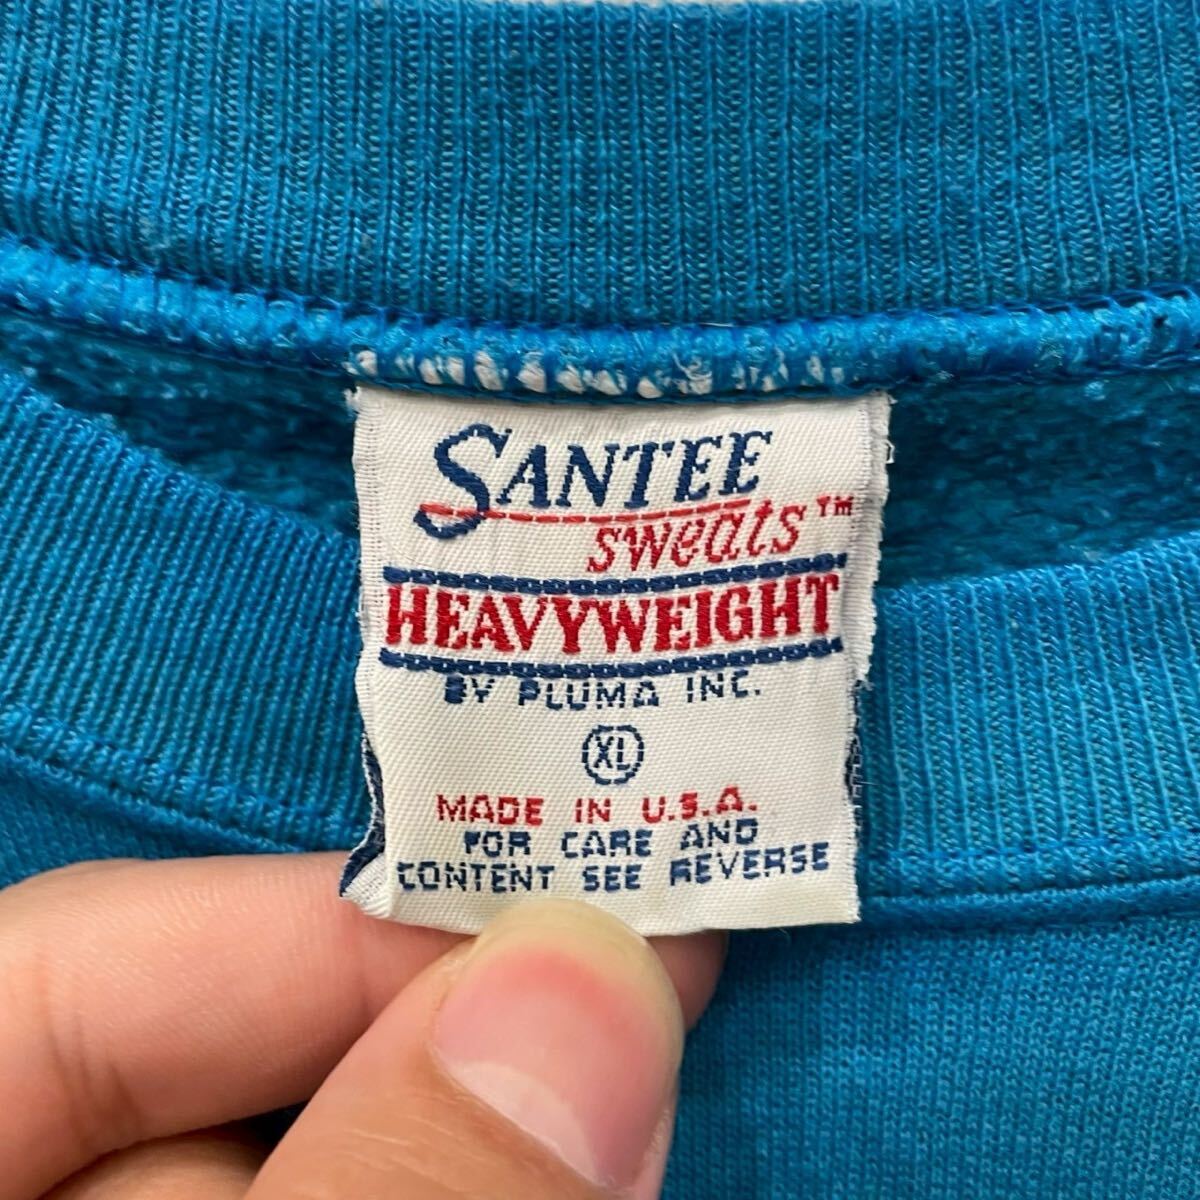 SANTEE
sweats™
HEAVYWEIGHT
BY PLUMA INC.
XL
MADE IN U.S.A.
FOR CARE AND
CONTENT SEE REVERSE